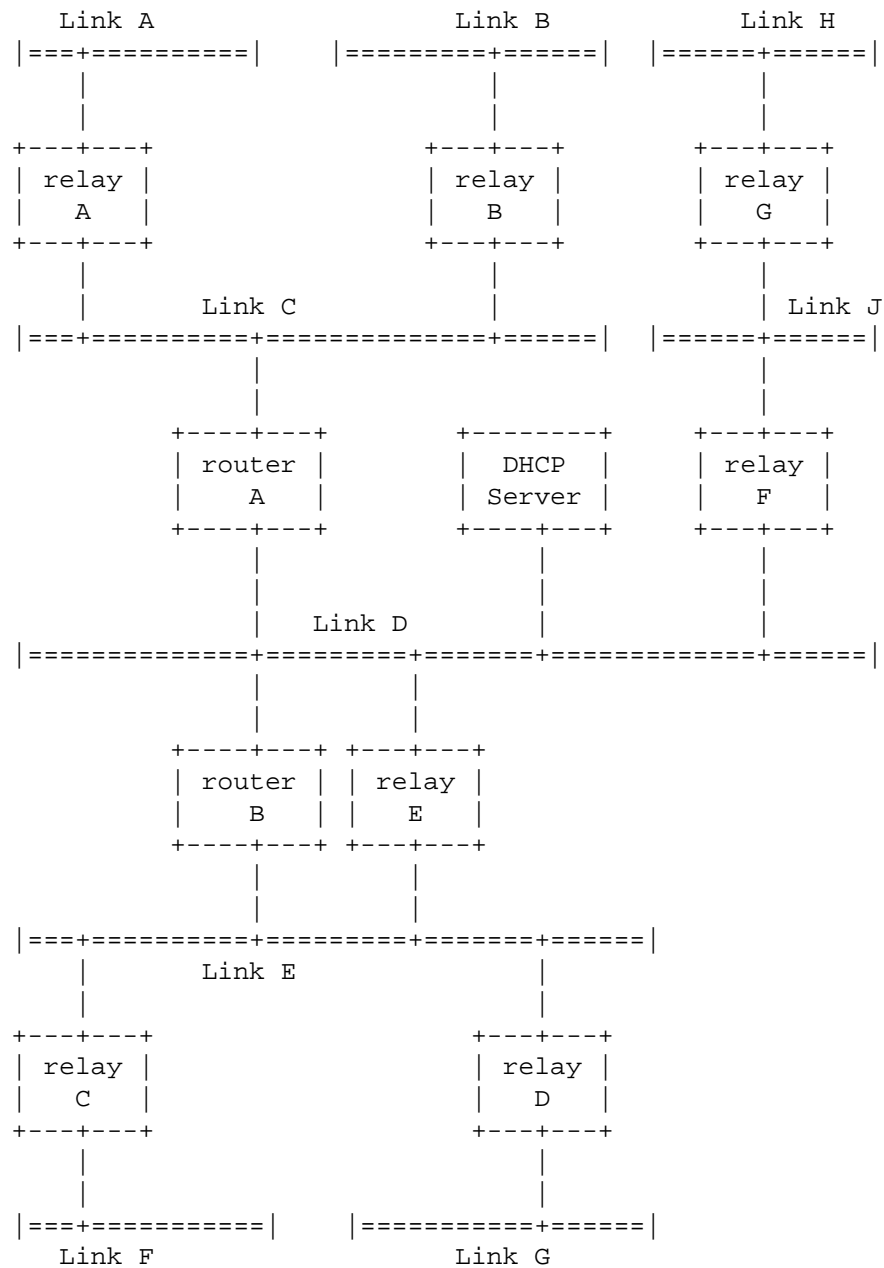 Link A Link B Link H
relay relay relay
A B G
Link C Link J
router DHCP relay
A Server F
Link D
router relay
B E
Link E
relay relay
C D
Link F Link G